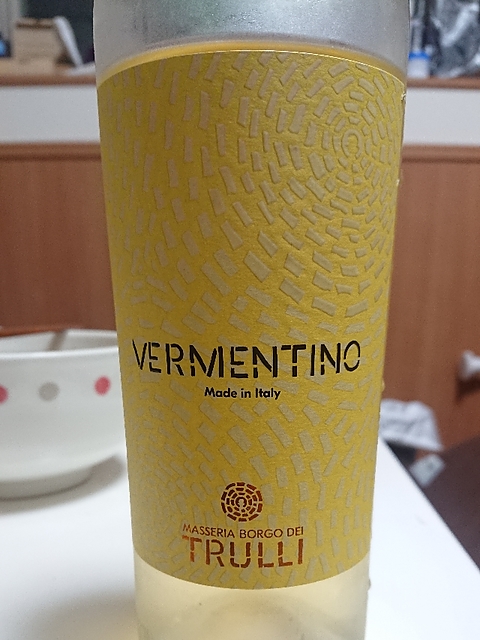 VERMENTINO
Made in Italy
MASSERIA BORGO DEI
TRULLI